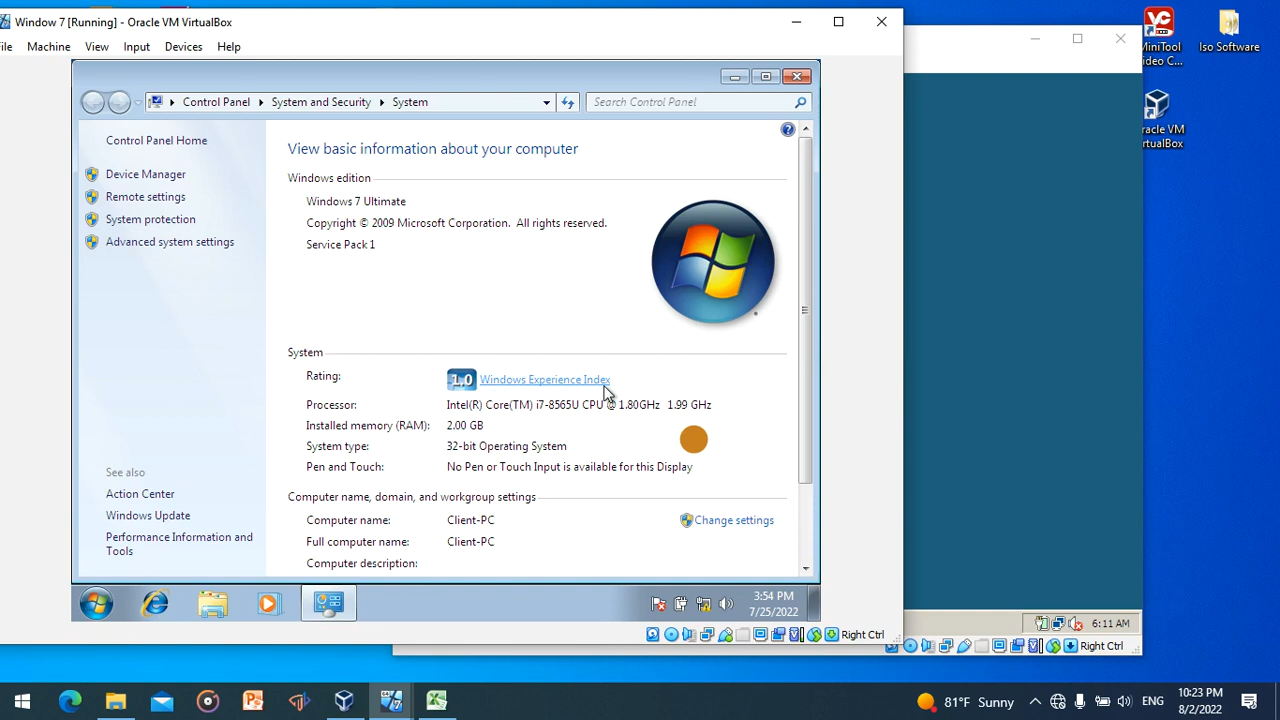 Window 7 [Running] - Oracle VM VirtualBox
File Machine View Input Devices Help
MiniTool
Video C...
Iso Software
Oracle VM
VirtualBox
Control Panel System and Security System
Search Control Panel
Control Panel Home
Device Manager
Remote settings
System protection
Advanced system settings
See also
Action Center
Windows Update
Performance Information and
Tools
View basic information about your computer
Windows edition
Windows 7 Ultimate
Copyright © 2009 Microsoft Corporation. All rights reserved.
Service Pack 1
System
Rating: 1.0 Windows Experience Index
Processor: Intel(R) Core(TM) i7-8565U CPU @ 1.80GHz 1.99 GHz
Installed memory (RAM): 2.00 GB
System type: 32-bit Operating System
Pen and Touch: No Pen or Touch Input is available for this Display
Computer name, domain, and workgroup settings
Computer name: Client-PC Change settings
Full computer name: Client-PC
Computer description:
3:54 PM
7/25/2022
Right Ctrl
6:11 AM
Right Ctrl
81°F Sunny
ENG
10:23 PM
8/2/2022